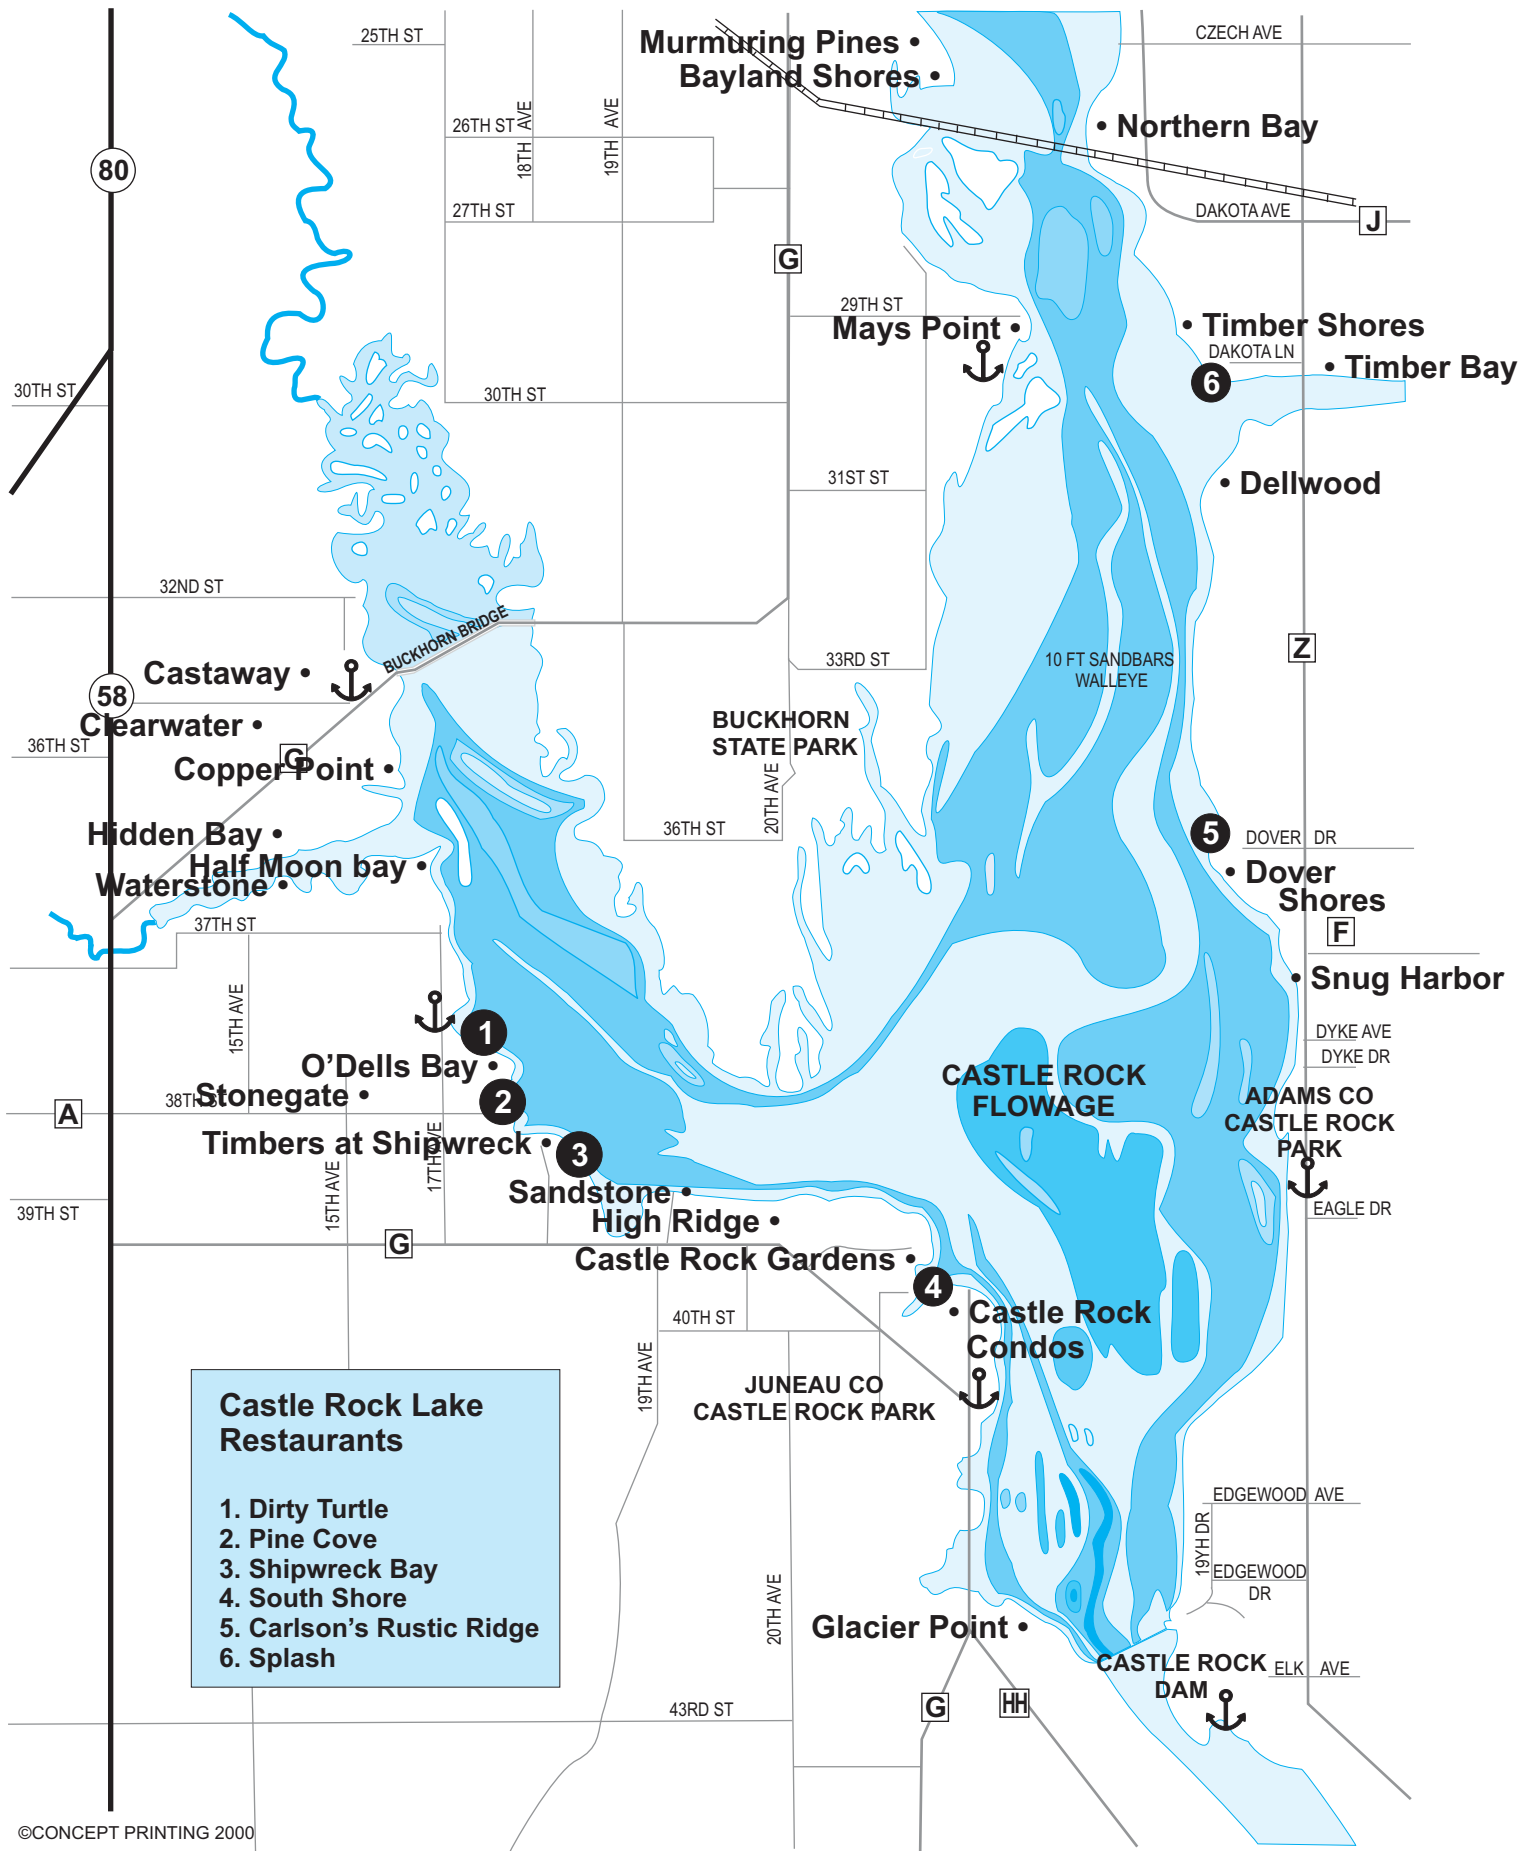 25TH ST
CZECH AVE
Murmuring Pines •
Bayland Shores •
• Northern Bay
26TH ST
18TH AVE
19TH AVE
80
27TH ST
DAKOTA AVE
J
G
29TH ST
Mays Point •
• Timber Shores
DAKOTA LN
• Timber Bay
6
30TH ST
30TH ST
31ST ST
• Dellwood
32ND ST
BUCKHORN BRIDGE
33RD ST
10 FT SANDBARS
WALLEYE
Z
Castaway •
58
Clearwater •
BUCKHORN
STATE PARK
36TH ST
G
Copper Point •
20TH AVE
36TH ST
Hidden Bay •
5
DOVER DR
Half Moon bay •
Waterstone •
• Dover
Shores
37TH ST
F
• Snug Harbor
15TH AVE
1
DYKE AVE
DYKE DR
O'Dells Bay •
Stonegate •
CASTLE ROCK
FLOWAGE
ADAMS CO
CASTLE ROCK
PARK
A
38TH ST
2
Timbers at Shipwreck •
17TH AVE
3
15TH AVE
Sandstone •
39TH ST
EAGLE DR
High Ridge •
G
Castle Rock Gardens •
4
• Castle Rock
Condos
40TH ST
19TH AVE
JUNEAU CO
CASTLE ROCK PARK
Castle Rock Lake
Restaurants
1. Dirty Turtle
2. Pine Cove
3. Shipwreck Bay
4. South Shore
5. Carlson's Rustic Ridge
6. Splash
EDGEWOOD AVE
19YH DR
EDGEWOOD
DR
20TH AVE
Glacier Point •
CASTLE ROCK
DAM
ELK AVE
G
HH
43RD ST
©CONCEPT PRINTING 2000